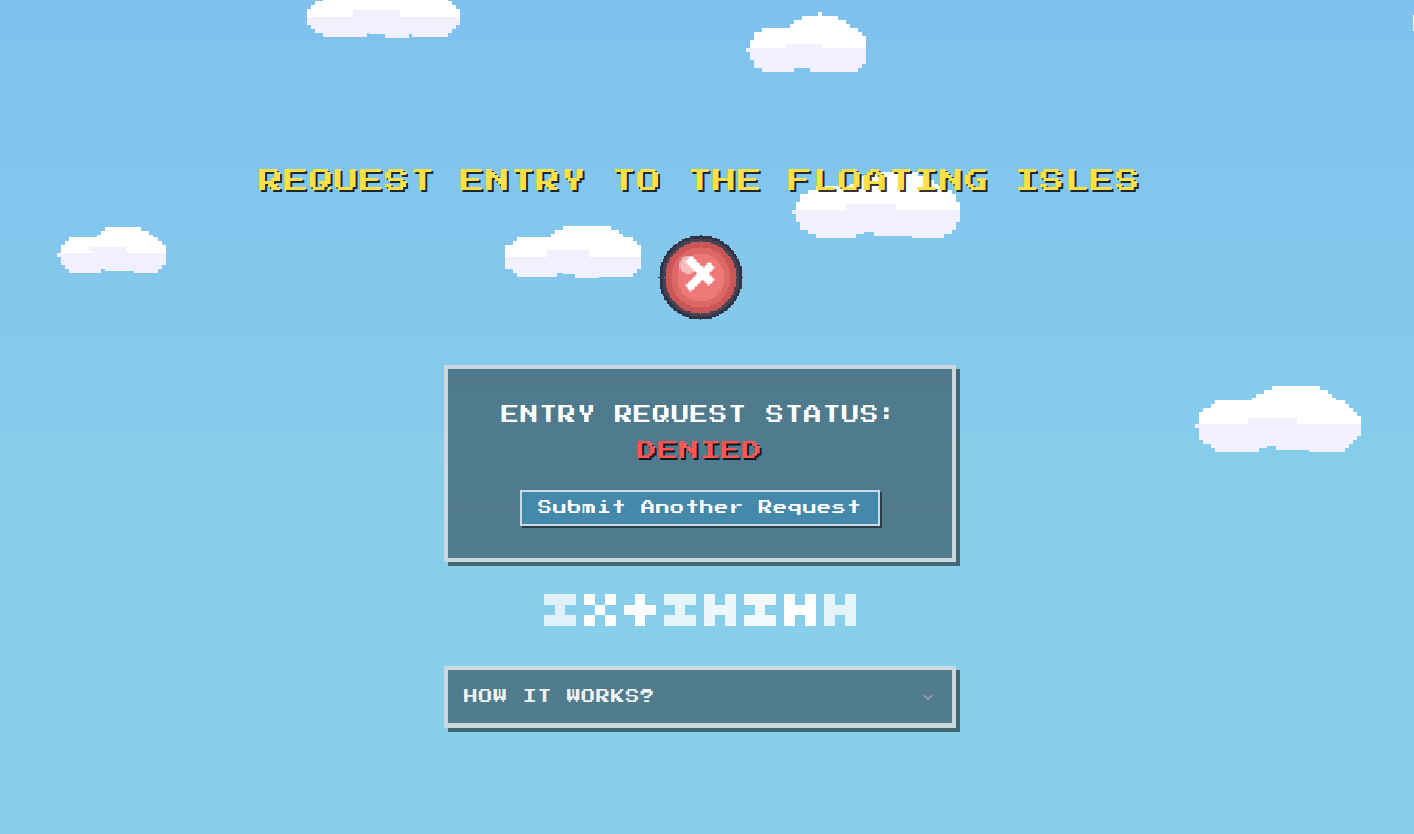 REQUEST ENTRY TO THE FLOATING ISLES
ENTRY REQUEST STATUS:
DENIED
Submit Another Request
HOW IT WORKS?